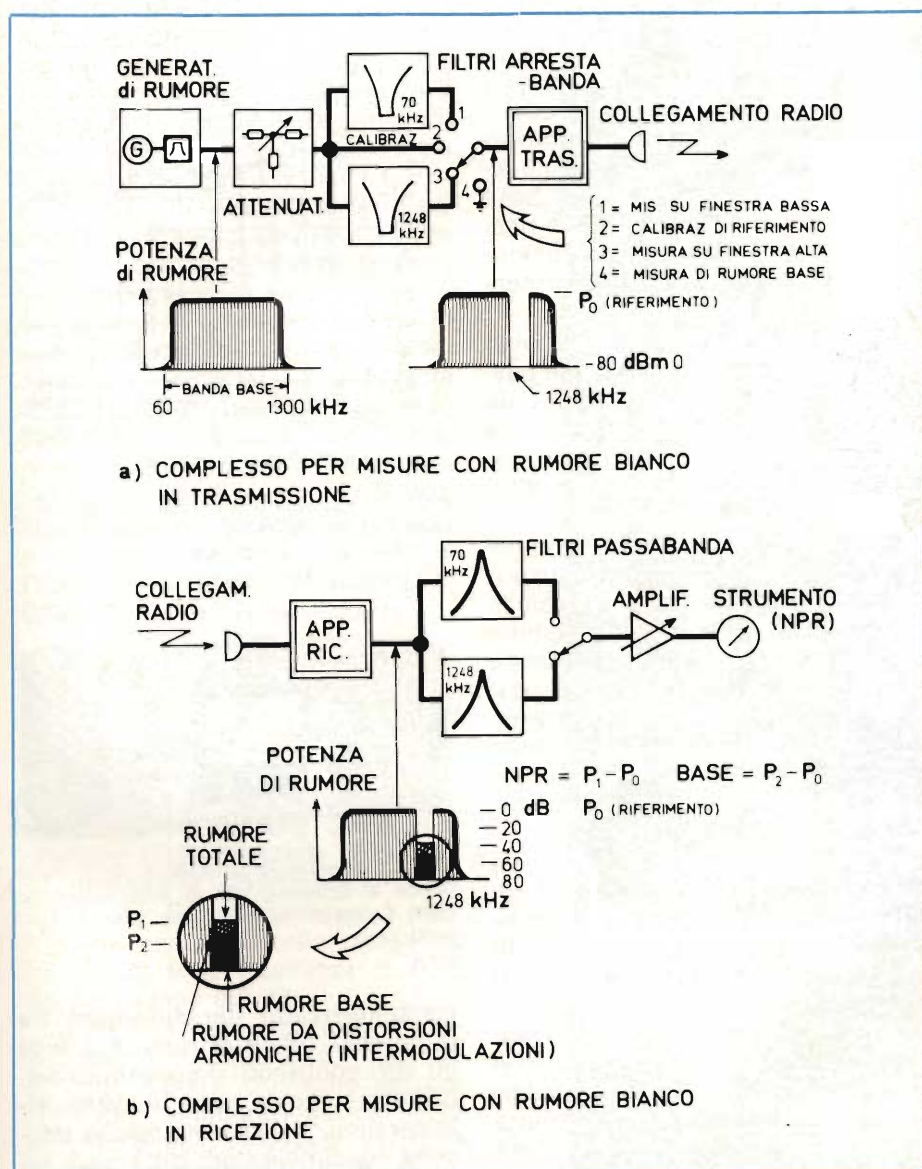 GENERAT.
di RUMORE
G
ATTENUAT.
70
kHz
CALIBRAZ
1248
kHz
FILTRI ARRESTA
-BANDA
1
2
3
4
APP.
TRAS.
COLLEGAMENTO RADIO
1 = MIS SU FINESTRA BASSA
2 = CALIBRAZ DI RIFERIMENTO
3 = MISURA SU FINESTRA ALTA
4 = MISURA DI RUMORE BASE
POTENZA
di RUMORE
BANDA BASE
60 1300 kHz
P0 (RIFERIMENTO)
-80 dBm0
1248 kHz
a) COMPLESSO PER MISURE CON RUMORE BIANCO
IN TRASMISSIONE
COLLEGAM.
RADIO
APP.
RIC.
70
kHz
1248
kHz
FILTRI PASSABANDA
AMPLIF.
STRUMENTO
(NPR)
POTENZA
DI RUMORE
NPR = P1-P0 BASE = P2-P0
0 dB P0 (RIFERIMENTO)
20
40
60
80
1248 kHz
RUMORE
TOTALE
P1
P2
RUMORE BASE
RUMORE DA DISTORSIONI
ARMONICHE (INTERMODULAZIONI)
b) COMPLESSO PER MISURE CON RUMORE BIANCO
IN RICEZIONE